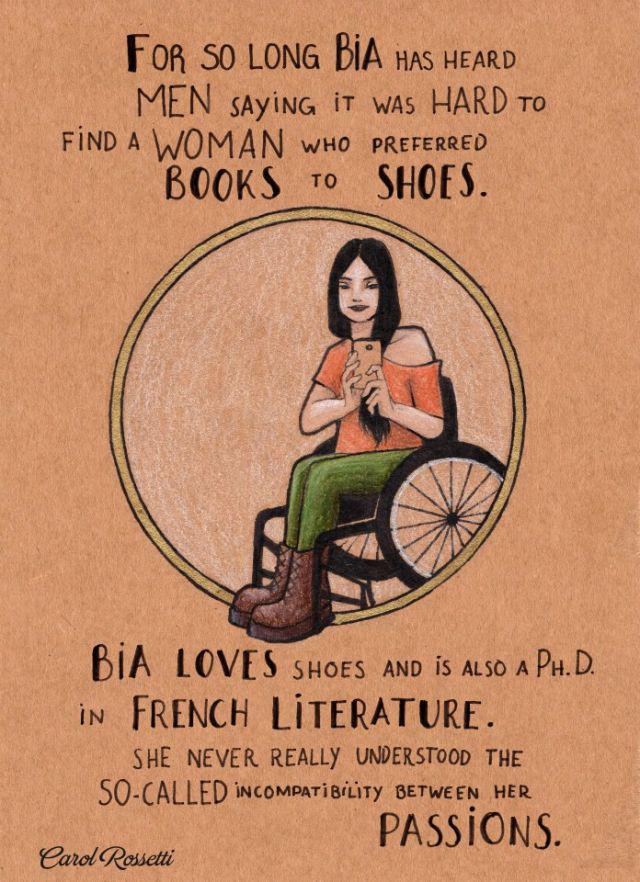 FOR SO LONG BiA HAS HEARD
MEN SAYING iT WAS HARD TO
FiND A WOMAN WHO PREFERRED
BOOKS TO SHOES.
BiA LOVES SHOES AND iS ALSO A PH.D.
iN FRENCH LiTERATURE.
SHE NEVER REALLY UNDERSTOOD THE
SO-CALLED iNCOMPATiBiLiTY BETWEEN HER
PASSiONS.
Carol Rossetti